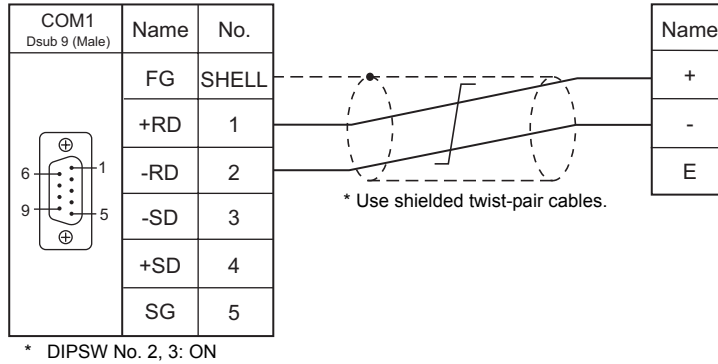 COM1
Dsub 9 (Male)
Name No.
Name
FG SHELL
+
+RD 1
-
-RD 2
E
6 1
9 5
* Use shielded twist-pair cables.
-SD 3
+SD 4
SG 5
* DIPSW No. 2, 3: ON